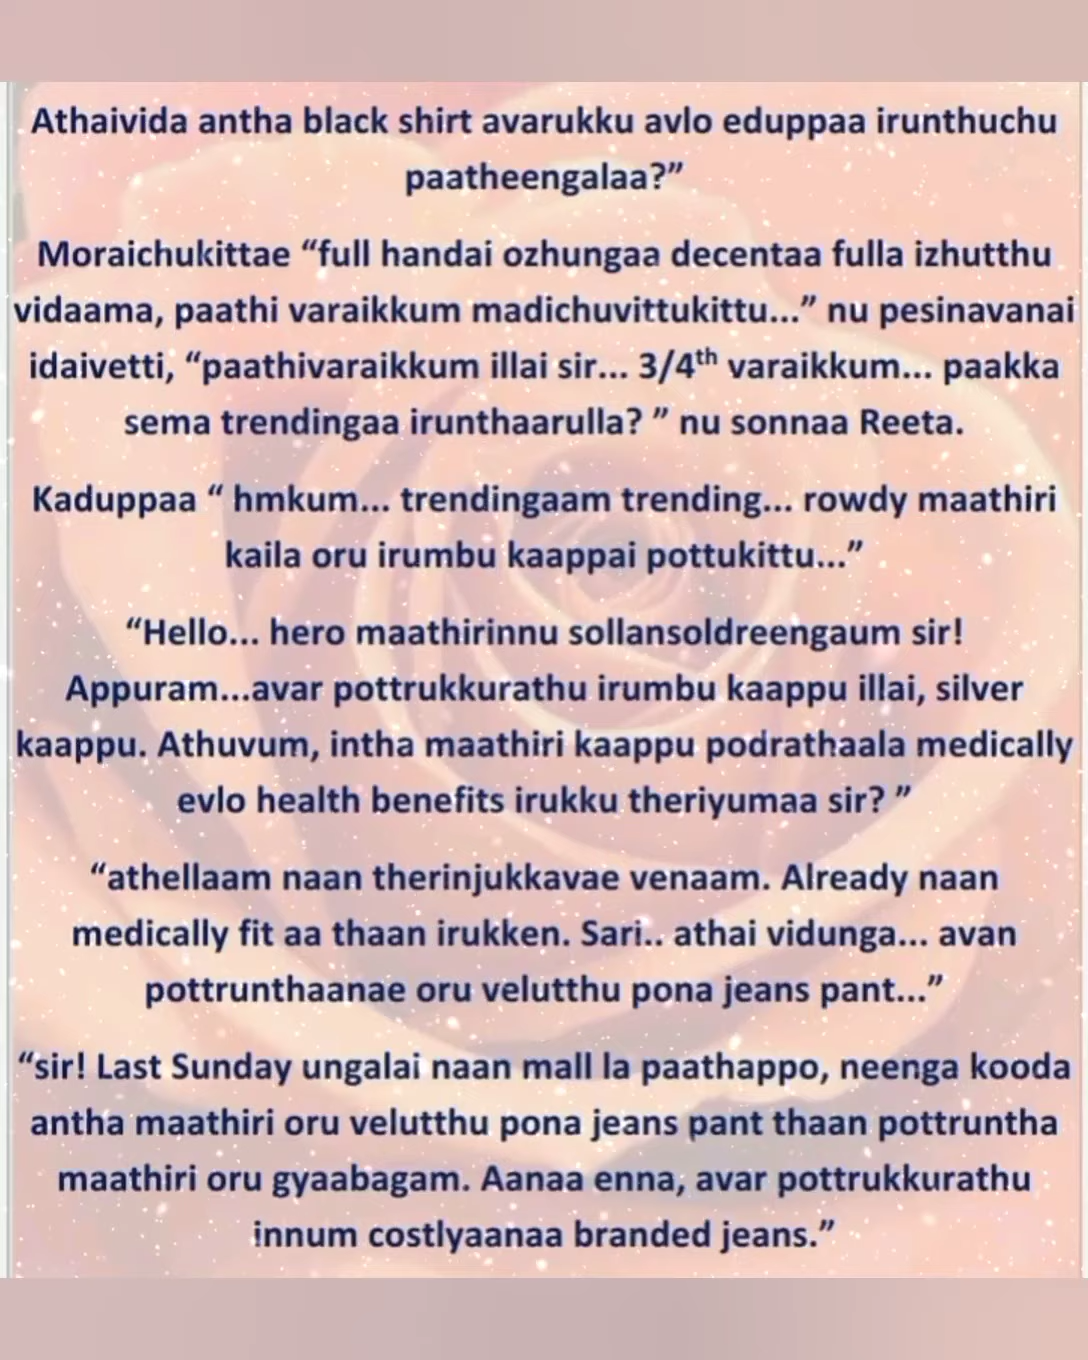 Athaivida antha black shirt avarukku avlo eduppaa irunthuchu
paatheengalaa?”
Moraichukittae “full handai ozhungaa decentaa fulla izhutthu
vidaama, paathi varaikkum madichuvittukittu...” nu pesinavanai
idaivetti, “paathivaraikkum illai sir... 3/4th varaikkum... paakka
sema trendingaa irunthaarulla? ” nu sonnaa Reeta.
Kaduppaa “ hmkum... trendingaam trending... rowdy maathiri
kaila oru irumbu kaappai pottukittu...”
“Hello... hero maathirinnu sollansoldreengaum sir!
Appuram...avar pottrukkurathu irumbu kaappu illai, silver
kaappu. Athuvum, intha maathiri kaappu podrathaala medically
evlo health benefits irukku theriyumaa sir? ”
“athellaam naan therinjukkavae venaam. Already naan
medically fit aa thaan irukken. Sari.. athai vidunga... avan
pottrunthaanae oru velutthu pona jeans pant...”
“sir! Last Sunday ungalai naan mall la paathappo, neenga kooda
antha maathiri oru velutthu pona jeans pant thaan pottruntha
maathiri oru gyaabagam. Aanaa enna, avar pottrukkurathu
innum costlyaanaa branded jeans.”